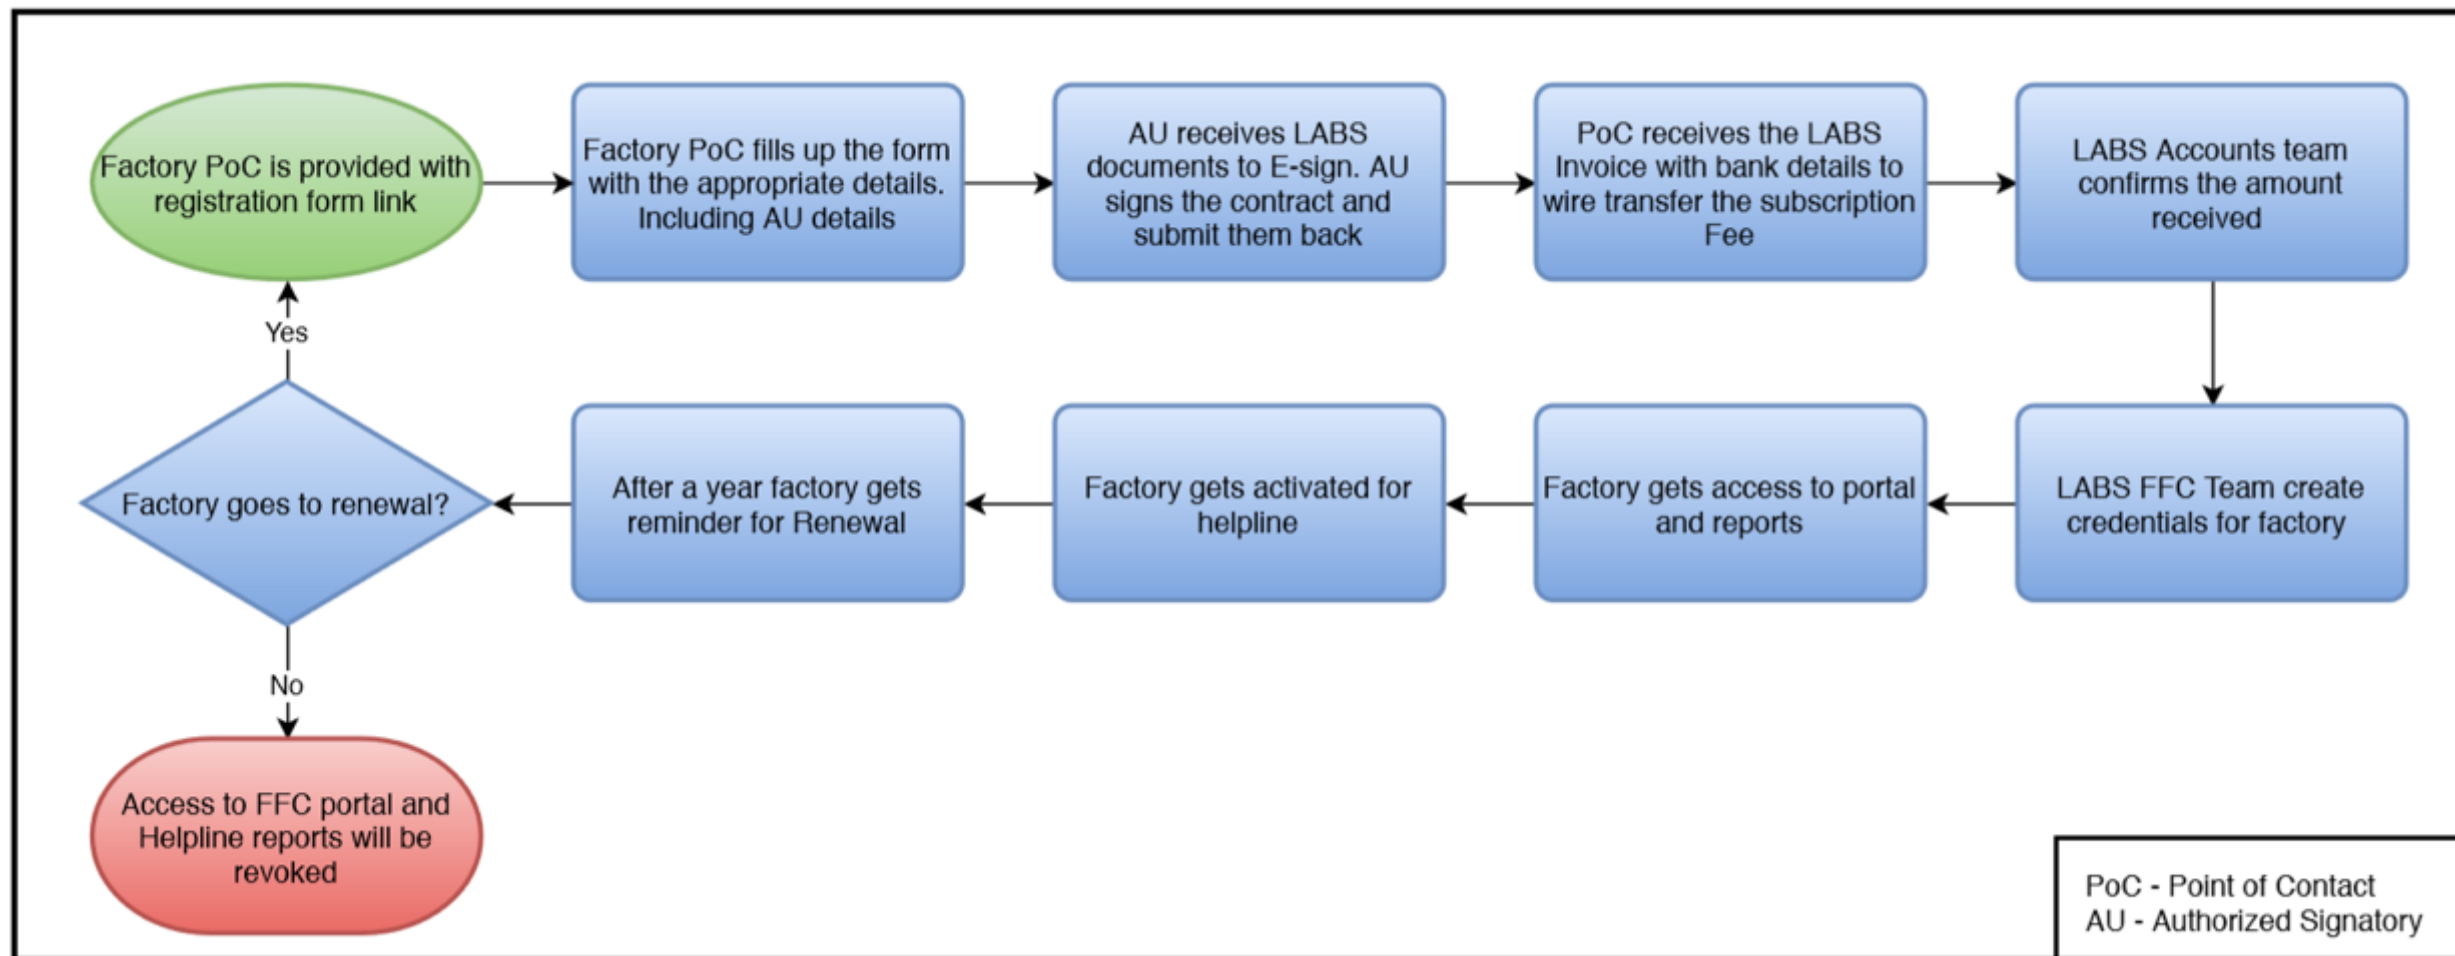 Factory PoC is provided with
registration form link
Factory PoC fills up the form
with the appropriate details.
Including AU details
AU receives LABS
documents to E-sign. AU
signs the contract and
submit them back
PoC receives the LABS
Invoice with bank details to
wire transfer the subscription
Fee
LABS Accounts team
confirms the amount
received
LABS FFC Team create
credentials for factory
Factory gets access to portal
and reports
Factory gets activated for
helpline
After a year factory gets
reminder for Renewal
Factory goes to renewal?
Yes
No
Access to FFC portal and
Helpline reports will be
revoked
PoC - Point of Contact
AU - Authorized Signatory